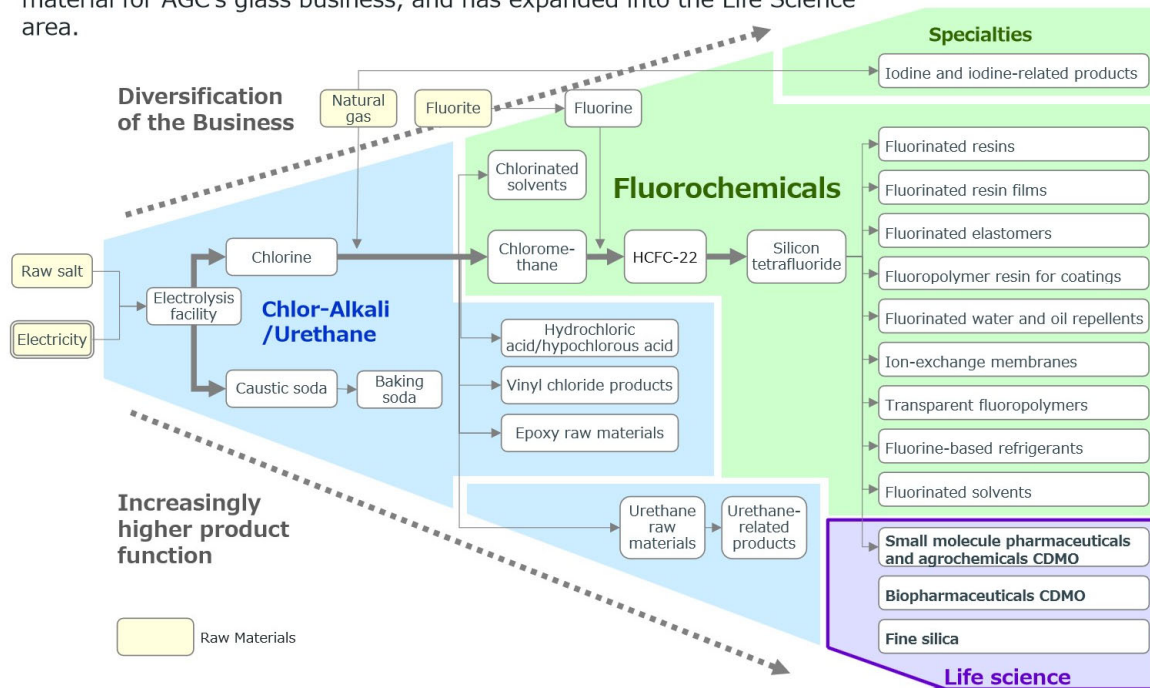 material for AGC's glass business, and has expanded into the Life Science
area.
Specialties
Iodine and iodine-related products
Diversification
of the Business
Natural
gas
Fluorite
Fluorine
Chlorinated
solvents
Fluorochemicals
Fluorinated resins
Fluorinated resin films
Fluorinated elastomers
Fluoropolymer resin for coatings
Fluorinated water and oil repellents
Ion-exchange membranes
Transparent fluoropolymers
Fluorine-based refrigerants
Fluorinated solvents
Raw salt
Electricity
Electrolysis
facility
Chlorine
Chlorome-
thane
HCFC-22
Silicon
tetrafluoride
Chlor-Alkali
/Urethane
Caustic soda
Baking
soda
Hydrochloric
acid/hypochlorous acid
Vinyl chloride products
Epoxy raw materials
Increasingly
higher product
function
Urethane
raw
materials
Urethane-
related
products
Small molecule pharmaceuticals
and agrochemicals CDMO
Biopharmaceuticals CDMO
Fine silica
Life science
Raw Materials